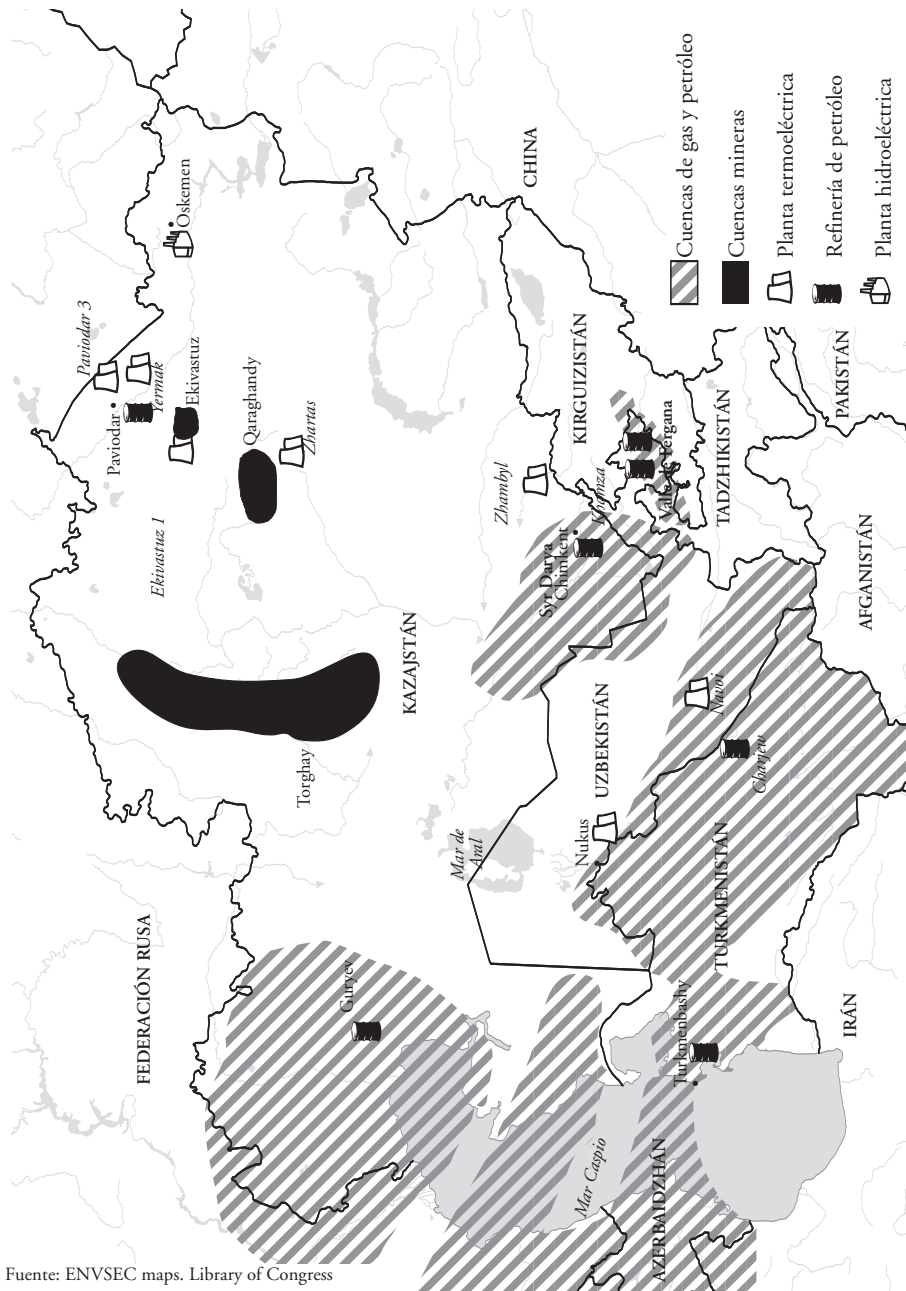 FEDERACIÓN RUSA
Paviodar 3
Paviodar
Yermak
Oskemen
Ekivastuz
Ekivastuz 1
Qaraghandy
Zhartas
Torghay
KAZAJSTÁN
Guryev
CHINA
Mar de
Aral
Syr Darya
Chimkent
Zhambyl
KIRGUIZISTÁN
Khamza
Valle de Fergana
UZBEKISTÁN
Nukus
Navoi
TADZHIKISTÁN
Charjew
TURKMENISTÁN
Turkmenbashy
Mar Caspio
AZERBAIDZHÁN
IRÁN
AFGANISTÁN
PAKISTÁN
Cuencas de gas y petróleo
Cuencas mineras
Planta termoeléctrica
Refinería de petróleo
Planta hidroeléctrica
Fuente: ENVSEC maps. Library of Congress